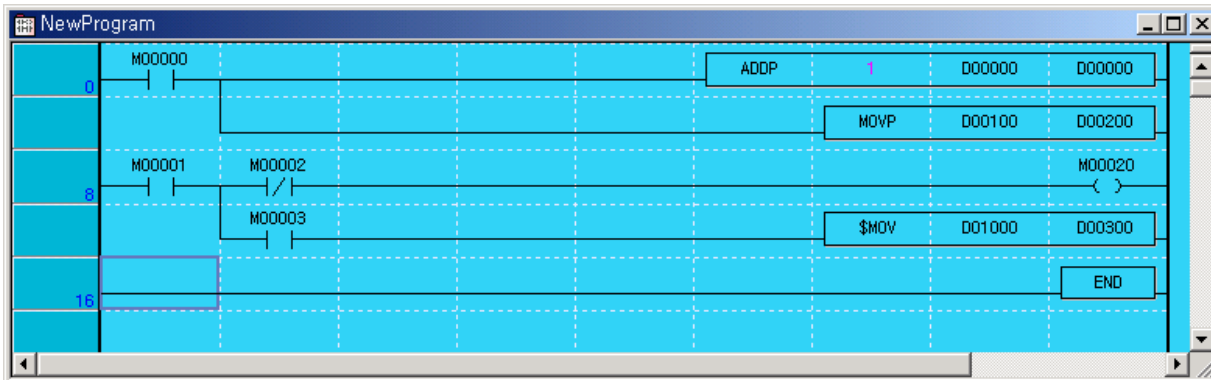 NewProgram
M00000
0 ADDP 1 D00000 D00000
MOVP D00100 D00200
M00001 M00002 M00020
8
M00003
$MOV D01000 D00300
16 END